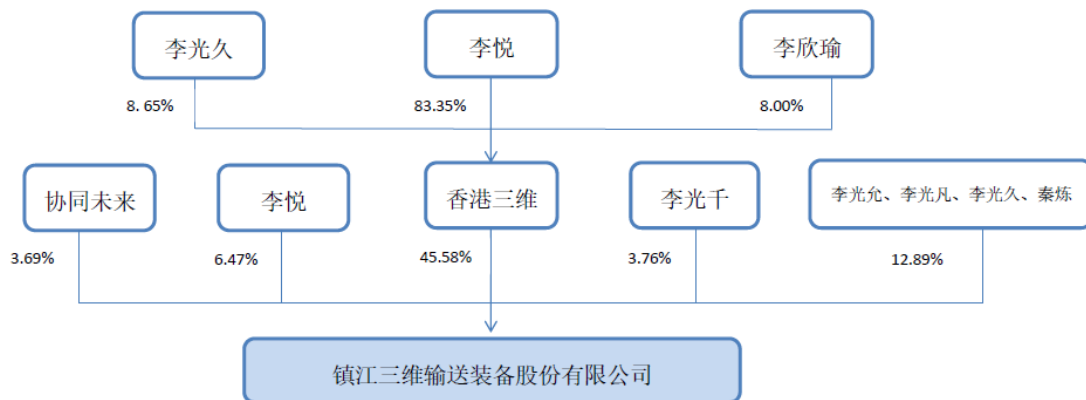 李光久
李悦
李欣瑜
8.65%
83.35%
8.00%
协同未来
李悦
香港三维
李光千
李光允、李光凡、李光久、秦炼
3.69%
6.47%
45.58%
3.76%
12.89%
镇江三维输送装备股份有限公司